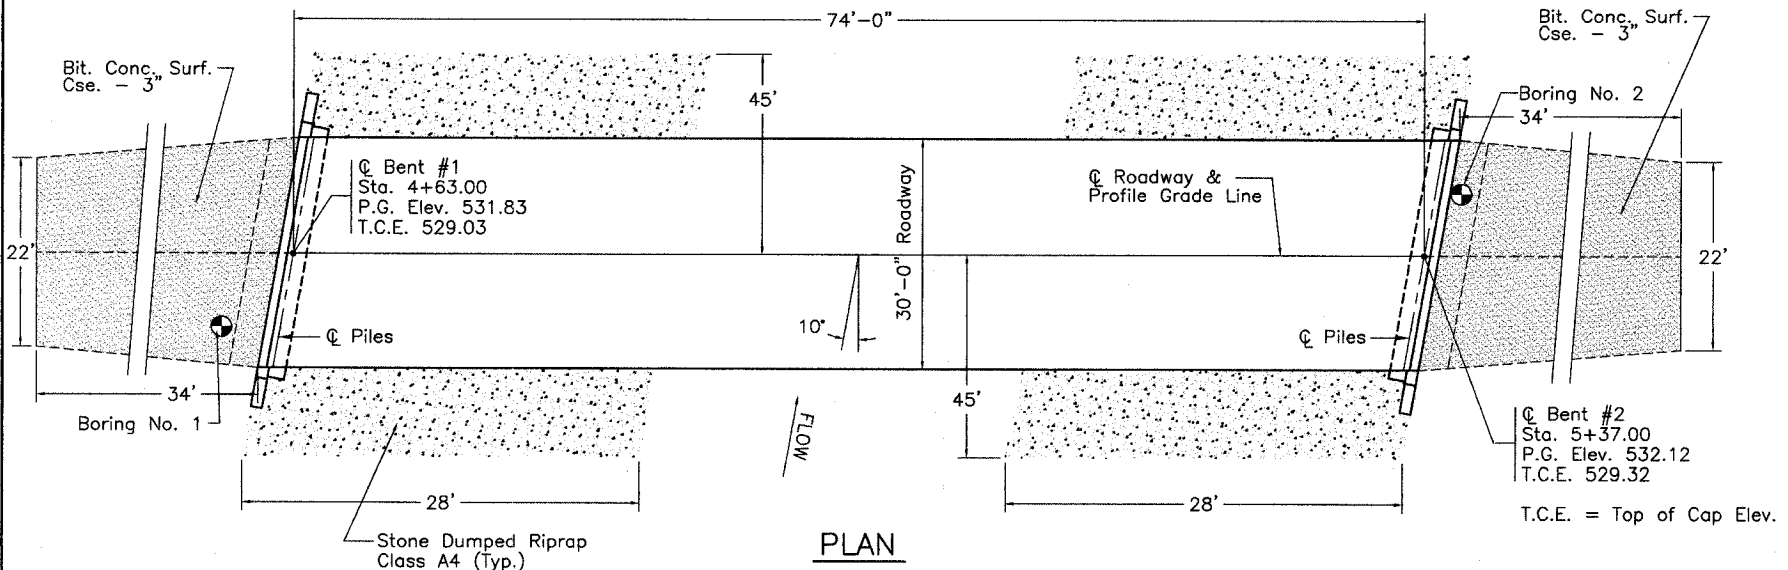 74'-0"
Bit. Conc. Surf.
Cse. - 3"
Bit. Conc. Surf.
Cse. - 3"
45'
Boring No. 2
34'
℄ Bent #1
Sta. 4+63.00
P.G. Elev. 531.83
T.C.E. 529.03
30'-0" Roadway
℄ Roadway &
Profile Grade Line
22'
22'
10°
℄ Piles
℄ Piles
34'
Boring No. 1
FLOW
45'
℄ Bent #2
Sta. 5+37.00
P.G. Elev. 532.12
T.C.E. 529.32
28'
28'
T.C.E. = Top of Cap Elev.
Stone Dumped Riprap
Class A4 (Typ.)
PLAN